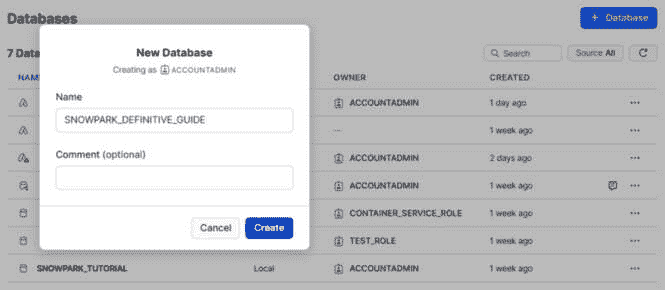 Databases
+ Database
7 Data
Search
Source All
NAM
OWNER
CREATED
New Database
Creating as ACCOUNTADMIN
Name
SNOWPARK_DEFINITIVE_GUIDE
Comment (optional)
Cancel
Create
ACCOUNTADMIN 1 day ago ...
-- 1 week ago ...
ACCOUNTADMIN 2 days ago ...
ACCOUNTADMIN 1 week ago ...
CONTAINER_SERVICE_ROLE 1 week ago ...
TEST_ROLE 1 week ago ...
SNOWPARK_TUTORIAL Local ACCOUNTADMIN 1 week ago ...